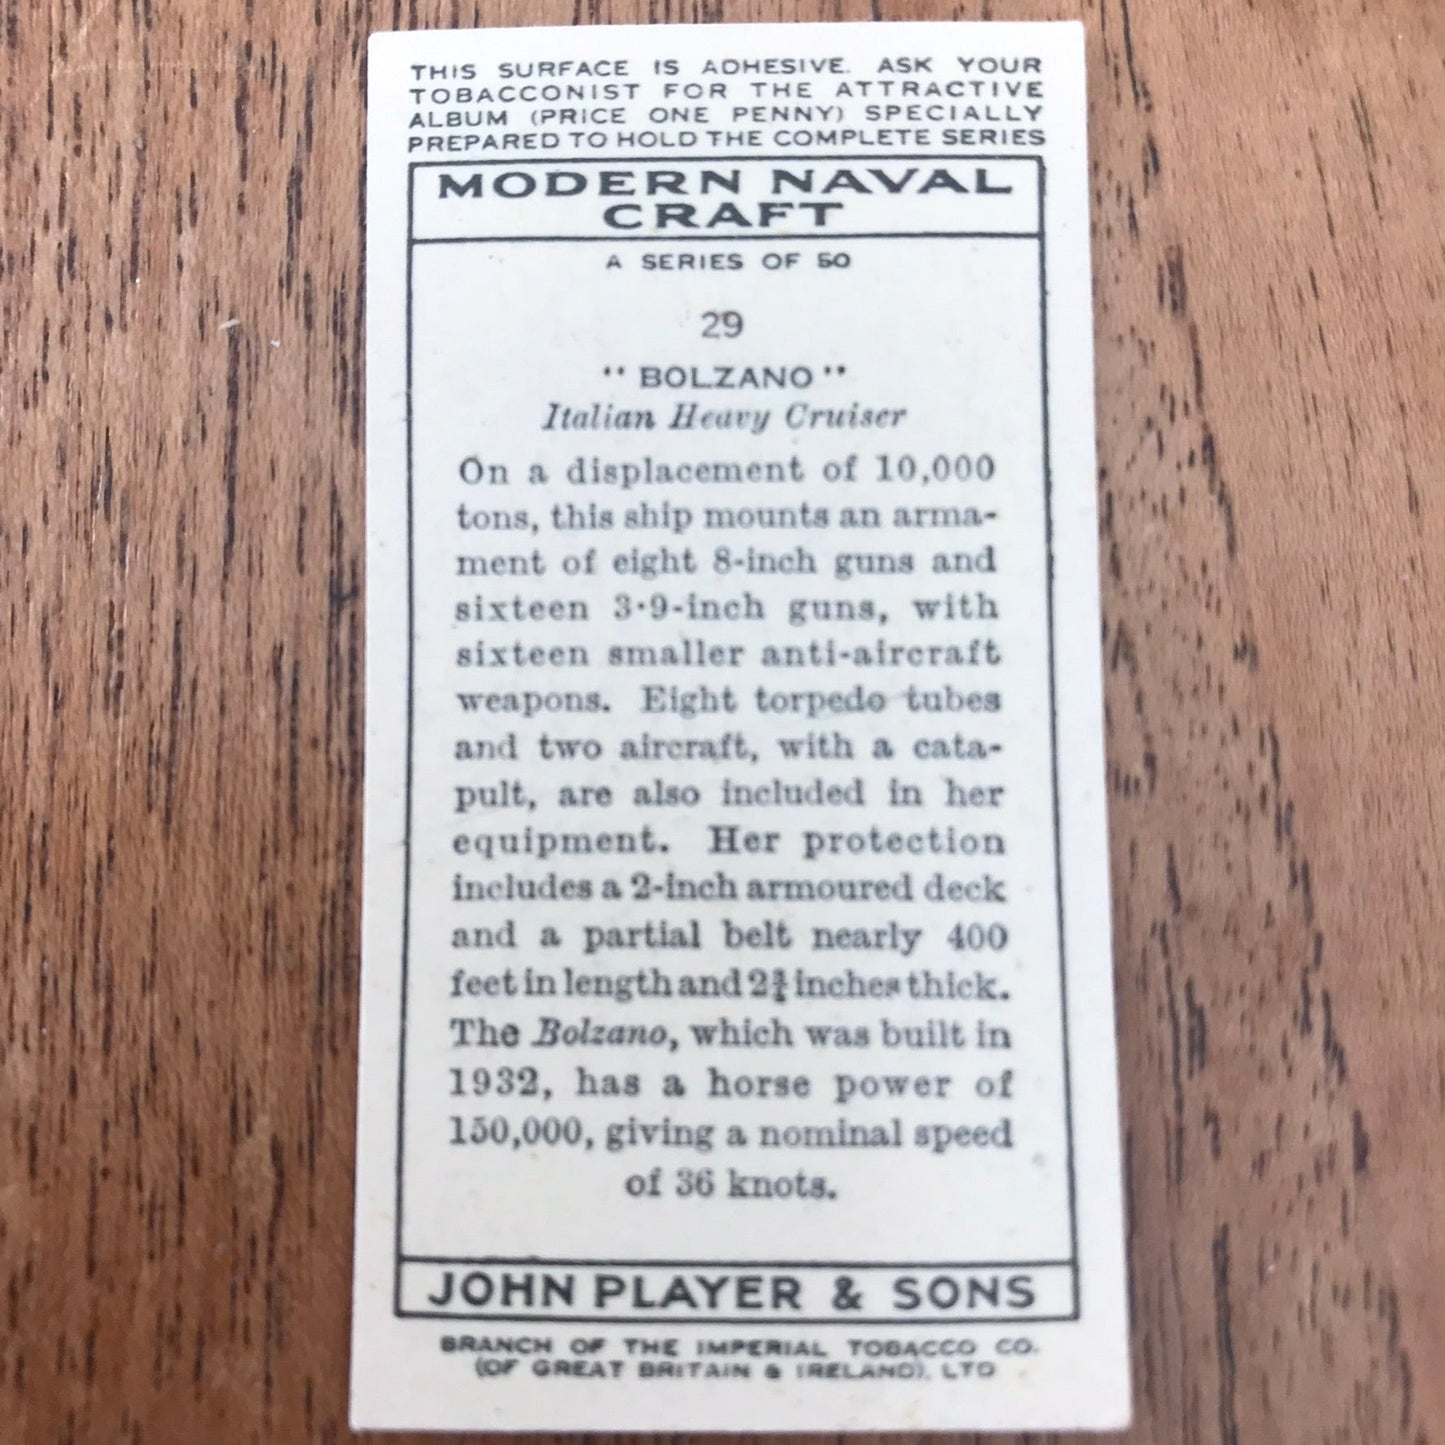 THIS SURFACE IS ADHESIVE. ASK YOUR
TOBACCONIST FOR THE ATTRACTIVE
ALBUM (PRICE ONE PENNY) SPECIALLY
PREPARED TO HOLD THE COMPLETE SERIES
MODERN NAVAL
CRAFT
A SERIES OF 50
29
"BOLZANO"
Italian Heavy Cruiser
On a displacement of 10,000
tons, this ship mounts an arma-
ment of eight 8-inch guns and
sixteen 3·9-inch guns, with
sixteen smaller anti-aircraft
weapons. Eight torpedo tubes
and two aircraft, with a cata-
pult, are also included in her
equipment. Her protection
includes a 2-inch armoured deck
and a partial belt nearly 400
feet in length and 2¾ inches thick.
The Bolzano, which was built in
1932, has a horse power of
150,000, giving a nominal speed
of 36 knots.
JOHN PLAYER & SONS
BRANCH OF THE IMPERIAL TOBACCO CO.
(OF GREAT BRITAIN & IRELAND), LTD